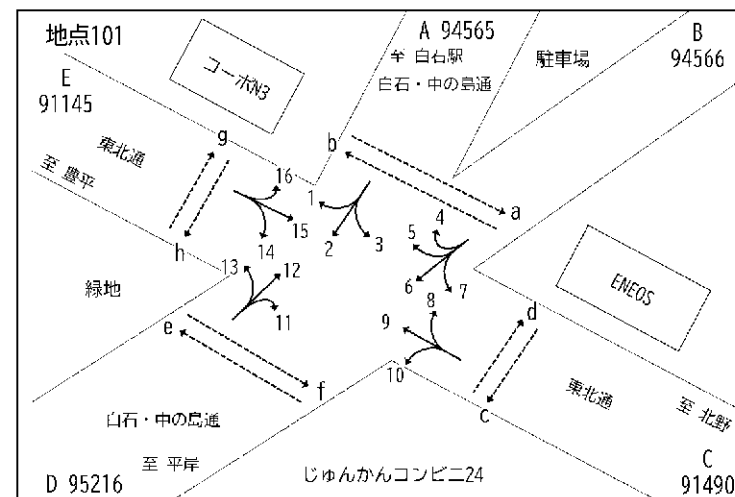 地点101
A 94565
至 白石駅
白石・中の島通
駐車場
B
94566
コーポN3
E
91145
東北通
至 豊平
g
h
b
a
16
15
14
1
2
3
4
5
6
7
8
9
10
13
12
11
d
c
e
f
緑地
ENEOS
東北通
至 北野
C
91490
白石・中の島通
至 平岸
D 95216
じゅんかんコンビニ24